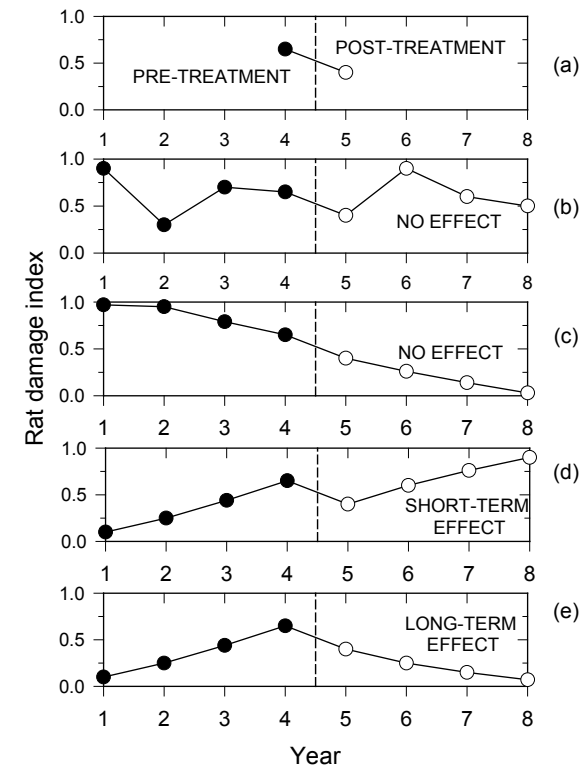 1.0
POST-TREATMENT
0.5
PRE-TREATMENT
(a)
0.0
1 2 3 4 5 6 7 8
1.0
0.5
NO EFFECT
(b)
0.0
1 2 3 4 5 6 7 8
1.0
0.5
NO EFFECT
(c)
0.0
1 2 3 4 5 6 7 8
1.0
0.5
SHORT-TERM
EFFECT
(d)
0.0
1 2 3 4 5 6 7 8
1.0
0.5
LONG-TERM
EFFECT
(e)
0.0
1 2 3 4 5 6 7 8
Year
Rat damage index